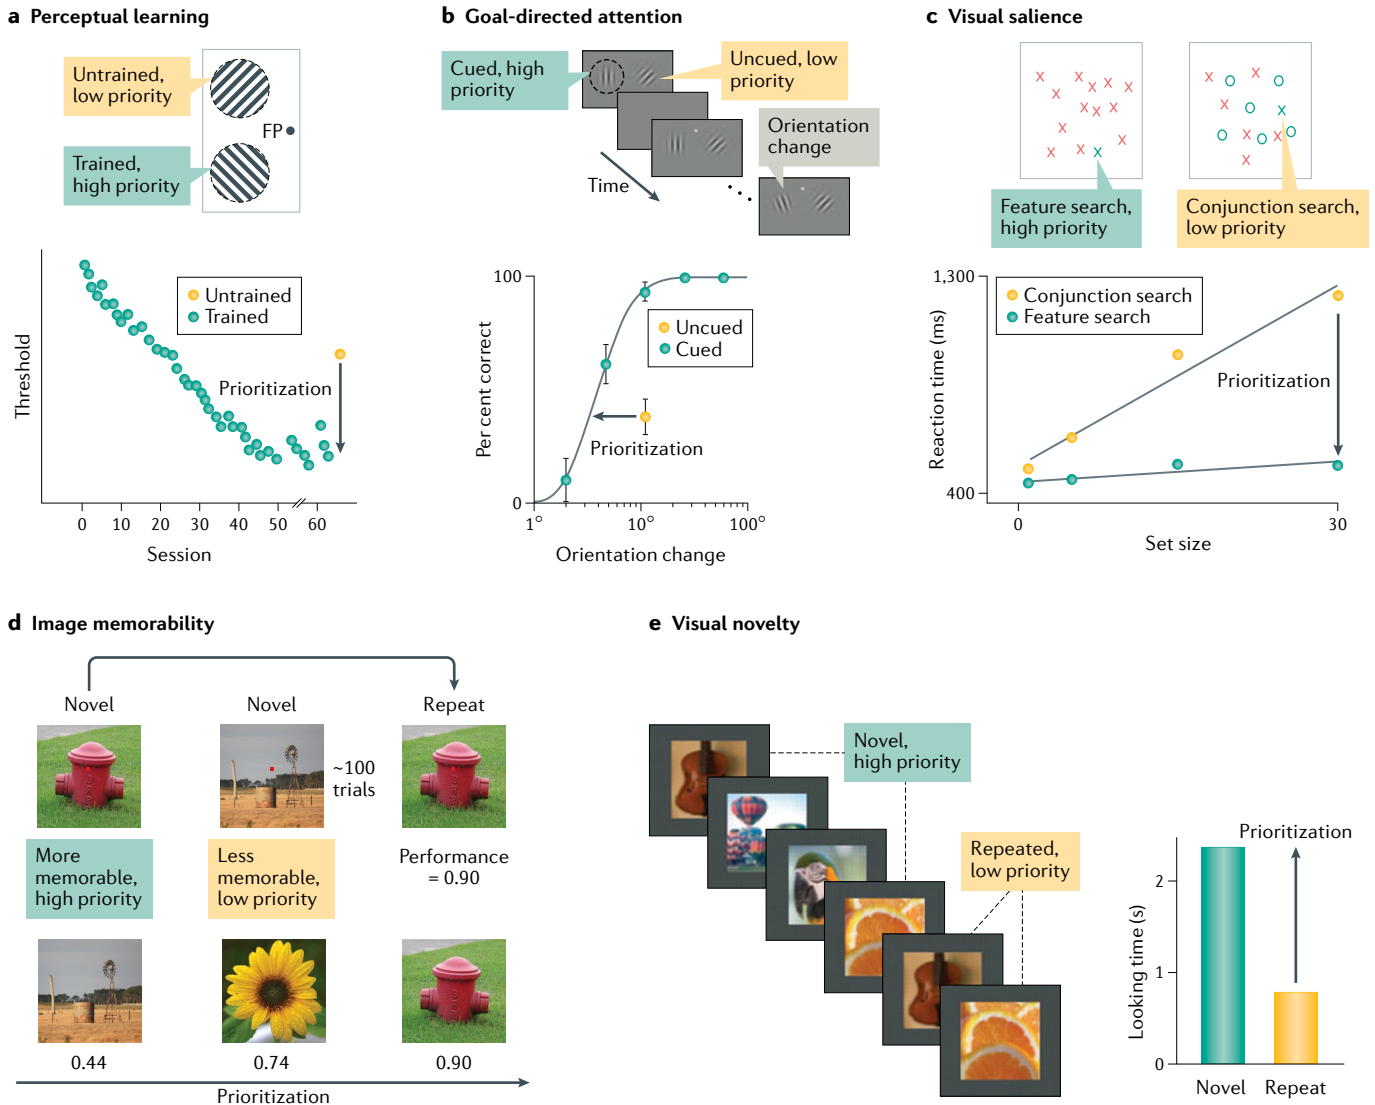 a Perceptual learning
Untrained,
low priority
FP
Trained,
high priority
Threshold
Untrained
Trained
Prioritization
0 10 20 30 40 50 60
Session
b Goal-directed attention
Cued, high
priority
Uncued, low
priority
Orientation
change
Time
Per cent correct
100
0
Uncued
Cued
Prioritization
1° 10° 100°
Orientation change
c Visual salience
Feature search,
high priority
Conjunction search,
low priority
Reaction time (ms)
1,300
400
Conjunction search
Feature search
Prioritization
0 30
Set size
d Image memorability
Novel
Novel
Repeat
~100
trials
More
memorable,
high priority
Less
memorable,
low priority
Performance
= 0.90
0.44
0.74
0.90
Prioritization
e Visual novelty
Novel,
high priority
Repeated,
low priority
Looking time (s)
2
1
0
Prioritization
Novel
Repeat